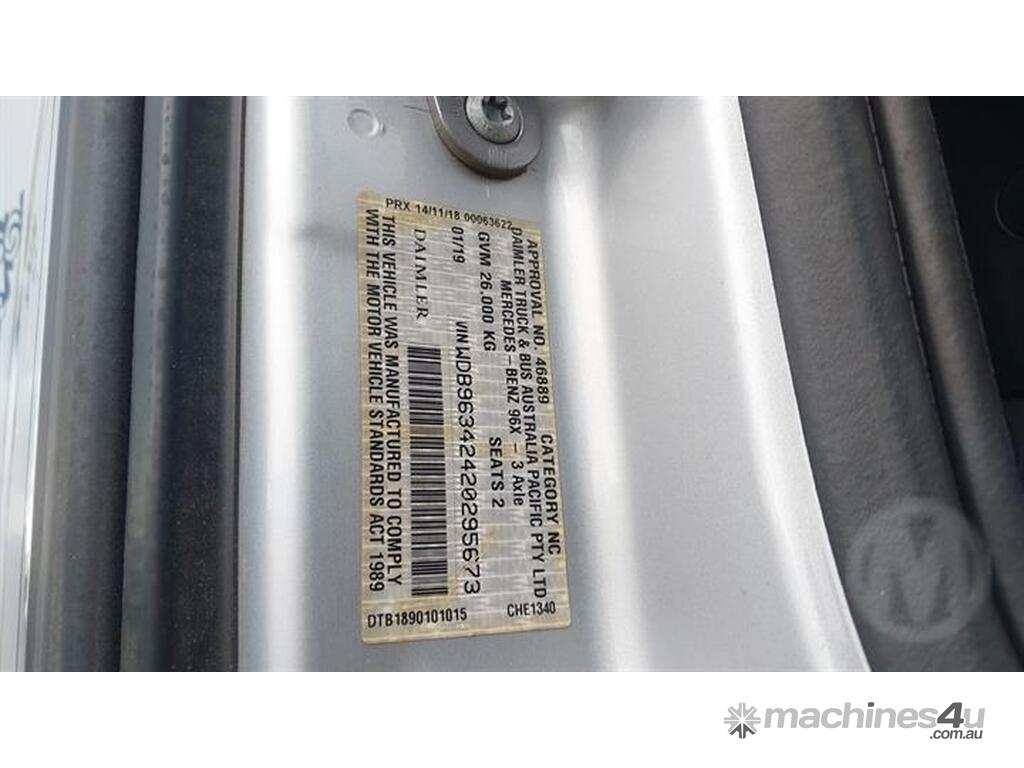 PRX 14/11/18 00063622
APPROVAL NO. 46889 CATEGORY NC
DAIMLER TRUCK & BUS AUSTRALIA PACIFIC PTY LTD
MERCEDES-BENZ 96X - 3 Axle
GVM 26.000 KG SEATS 2
01/19 VIN WDB96342420295673
DAIMLER
THIS VEHICLE WAS MANUFACTURED TO COMPLY
WITH THE MOTOR VEHICLE STANDARDS ACT 1989
DTB1890101015 CHE1340
M
machines4u
.com.au